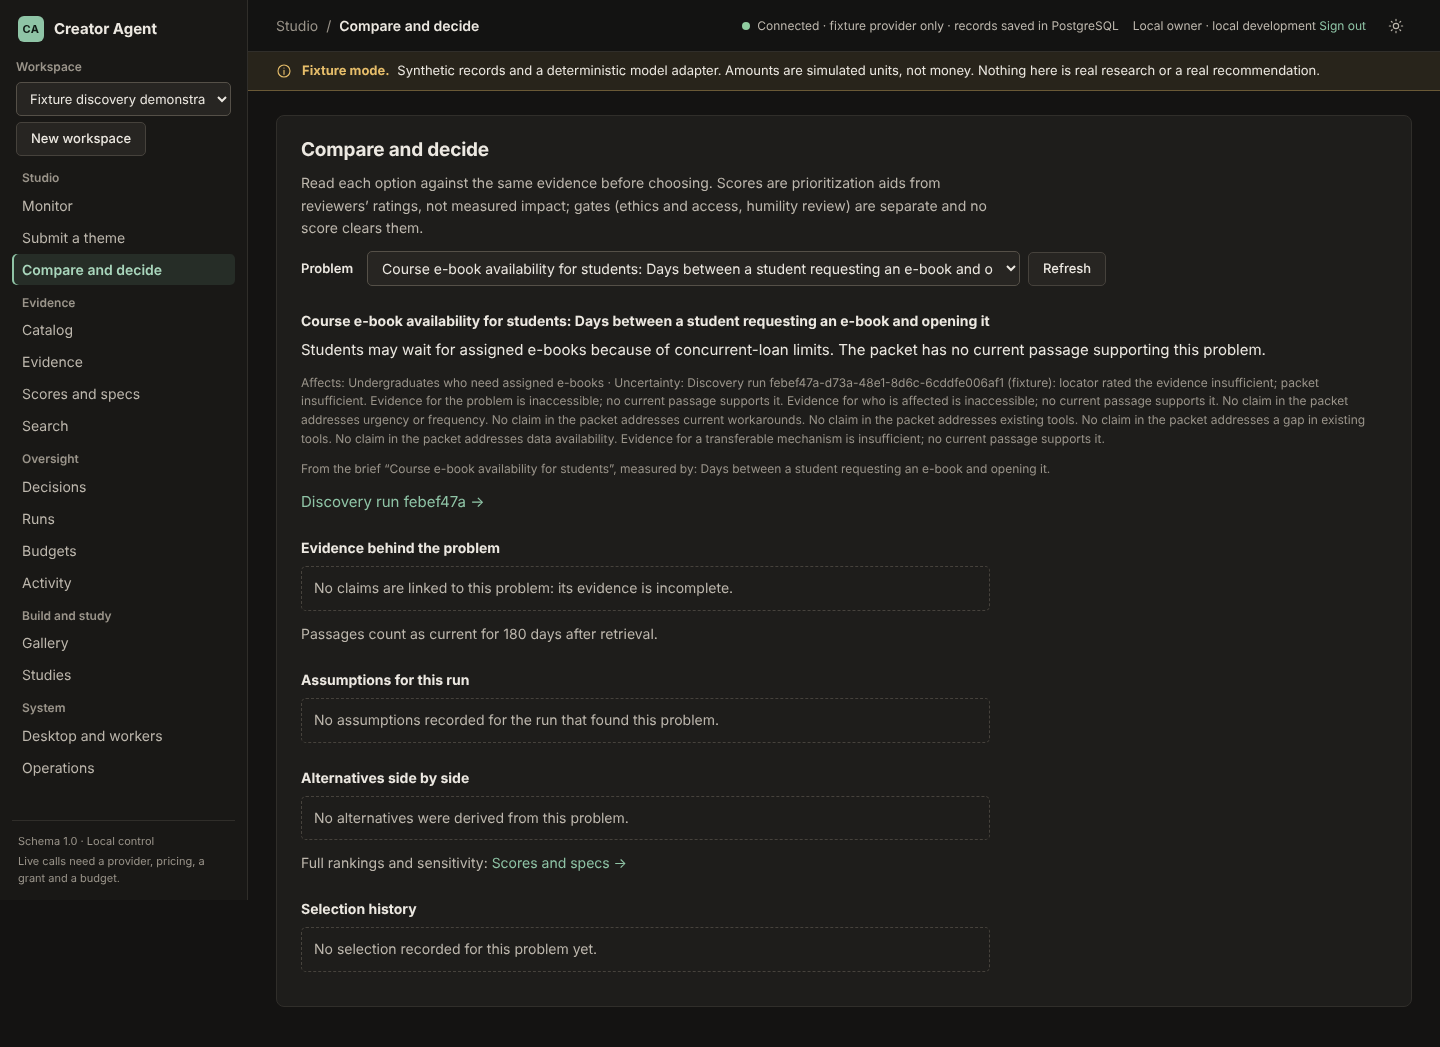 CA Creator Agent
Workspace
Fixture discovery demonstra
New workspace
Studio
Monitor
Submit a theme
Compare and decide
Evidence
Catalog
Evidence
Scores and specs
Search
Oversight
Decisions
Runs
Budgets
Activity
Build and study
Gallery
Studies
System
Desktop and workers
Operations
Schema 1.0 · Local control
Live calls need a provider, pricing, a
grant and a budget.
Studio / Compare and decide
Connected · fixture provider only · records saved in PostgreSQL Local owner · local development Sign out
Fixture mode. Synthetic records and a deterministic model adapter. Amounts are simulated units, not money. Nothing here is real research or a real recommendation.
Compare and decide
Read each option against the same evidence before choosing. Scores are prioritization aids from
reviewers’ ratings, not measured impact; gates (ethics and access, humility review) are separate and no
score clears them.
Problem Course e-book availability for students: Days between a student requesting an e-book and o Refresh
Course e-book availability for students: Days between a student requesting an e-book and opening it
Students may wait for assigned e-books because of concurrent-loan limits. The packet has no current passage supporting this problem.
Affects: Undergraduates who need assigned e-books · Uncertainty: Discovery run febef47a-d73a-48e1-8d6c-6cddfe006af1 (fixture): locator rated the evidence insufficient; packet
insufficient. Evidence for the problem is inaccessible; no current passage supports it. Evidence for who is affected is inaccessible; no current passage supports it. No claim in the packet
addresses urgency or frequency. No claim in the packet addresses current workarounds. No claim in the packet addresses existing tools. No claim in the packet addresses a gap in existing
tools. No claim in the packet addresses data availability. Evidence for a transferable mechanism is insufficient; no current passage supports it.
From the brief “Course e-book availability for students”, measured by: Days between a student requesting an e-book and opening it.
Discovery run febef47a →
Evidence behind the problem
No claims are linked to this problem: its evidence is incomplete.
Passages count as current for 180 days after retrieval.
Assumptions for this run
No assumptions recorded for the run that found this problem.
Alternatives side by side
No alternatives were derived from this problem.
Full rankings and sensitivity: Scores and specs →
Selection history
No selection recorded for this problem yet.